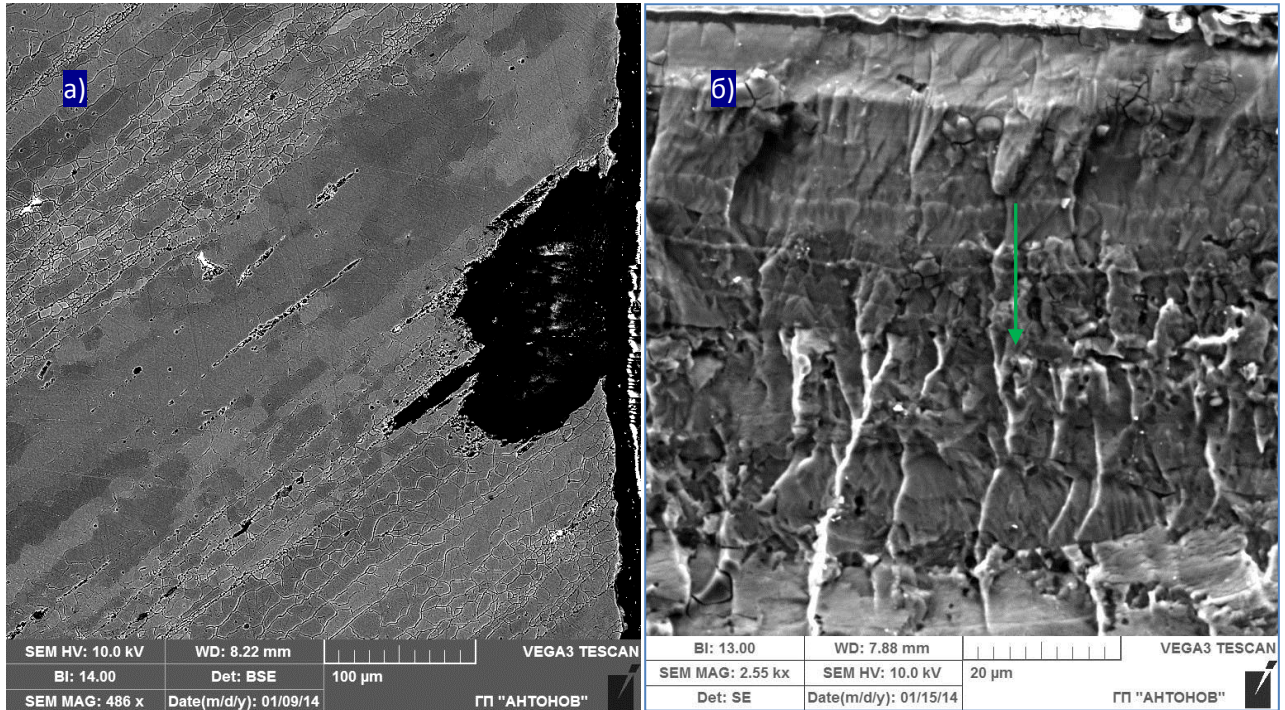 а)
SEM HV: 10.0 kV
WD: 8.22 mm
VEGA3 TESCAN
BI: 14.00
Det: BSE
100 µm
SEM MAG: 486 x
Date(m/d/y): 01/09/14
ГП "АНТОНОВ"
б)
BI: 13.00
WD: 7.88 mm
VEGA3 TESCAN
SEM MAG: 2.55 kx
SEM HV: 10.0 kV
20 µm
Det: SE
Date(m/d/y): 01/15/14
ГП "АНТОНОВ"